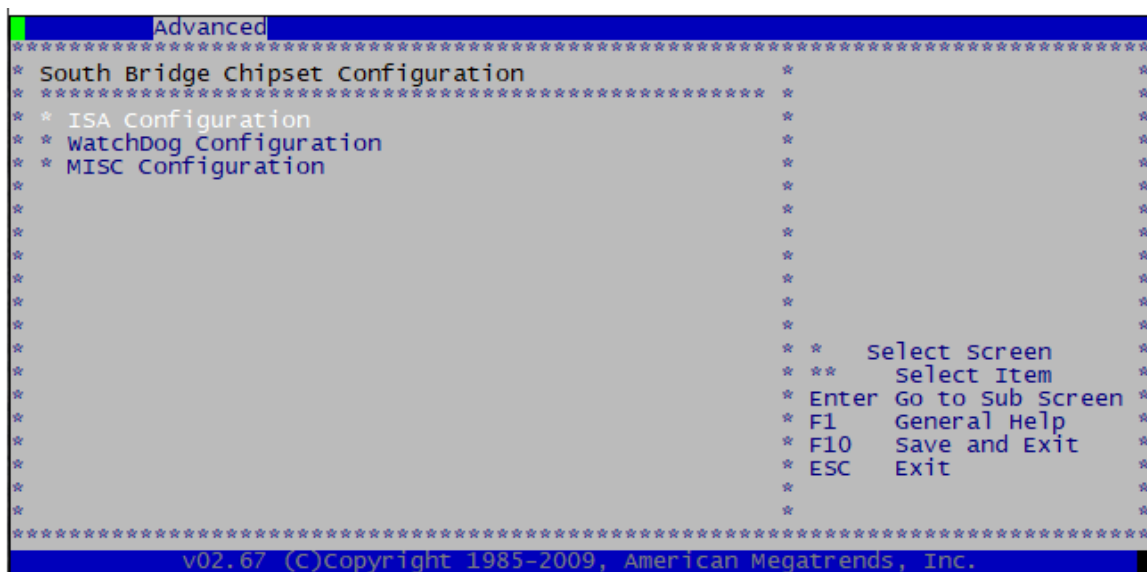 Advanced
********************************************************************************
* South Bridge Chipset Configuration * *
* *************************************************** * *
* * ISA Configuration * *
* * WatchDog Configuration * *
* * MISC Configuration * *
* * *
* * *
* * *
* * *
* * *
* * *
* * *
* * * Select Screen *
* * ** Select Item *
* * Enter Go to Sub Screen *
* * F1 General Help *
* * F10 Save and Exit *
* * ESC Exit *
* * *
* * *
********************************************************************************
v02.67 (C)Copyright 1985-2009, American Megatrends, Inc.